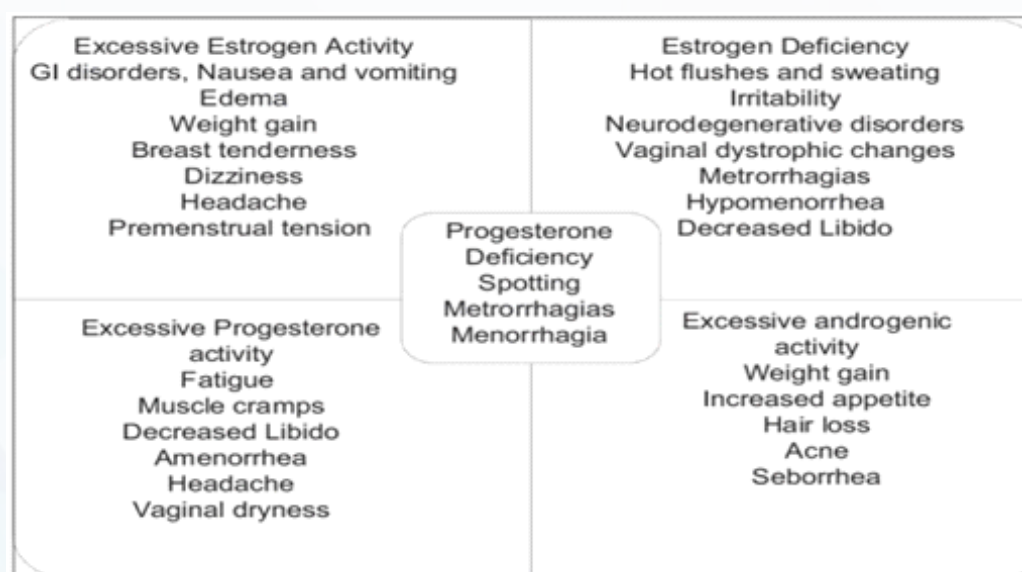 Excessive Estrogen Activity
GI disorders, Nausea and vomiting
Edema
Weight gain
Breast tenderness
Dizziness
Headache
Premenstrual tension
Estrogen Deficiency
Hot flushes and sweating
Irritability
Neurodegenerative disorders
Vaginal dystrophic changes
Metrorrhagias
Hypomenorrhea
Decreased Libido
Progesterone
Deficiency
Spotting
Metrorrhagias
Menorrhagia
Excessive Progesterone
activity
Fatigue
Muscle cramps
Decreased Libido
Amenorrhea
Headache
Vaginal dryness
Excessive androgenic
activity
Weight gain
Increased appetite
Hair loss
Acne
Seborrhea